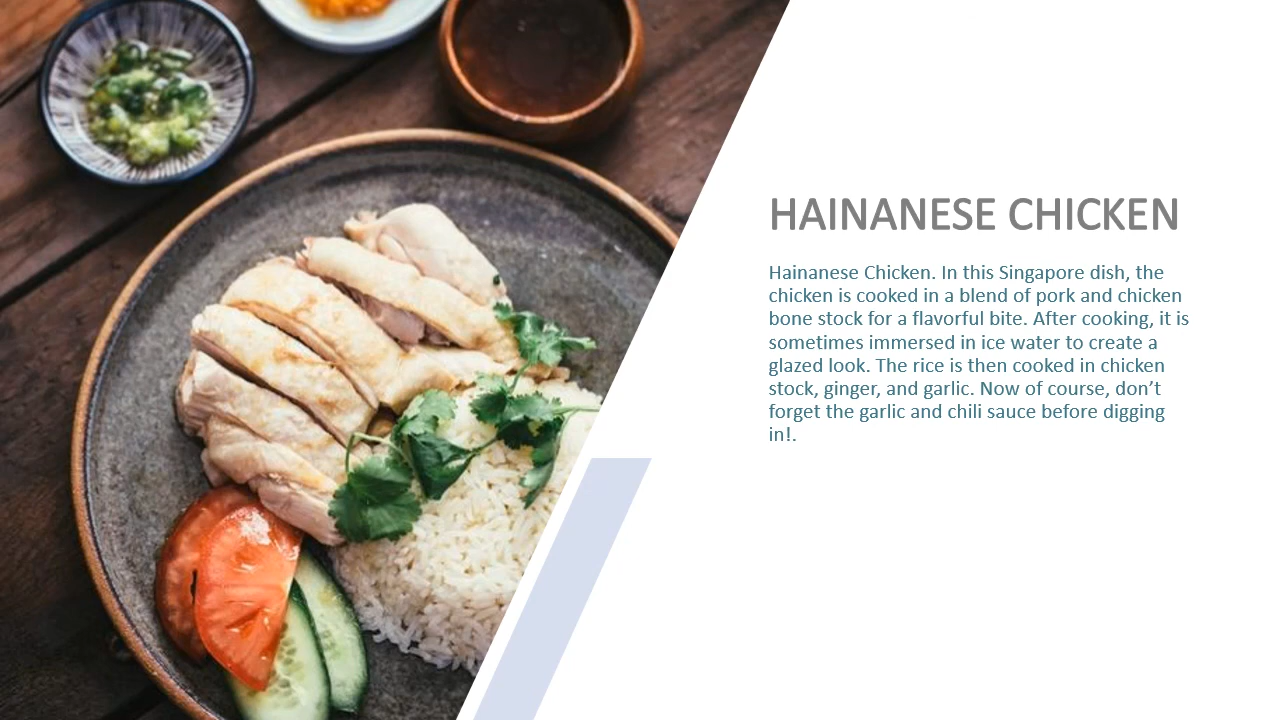 HAINANESE CHICKEN
Hainanese Chicken. In this Singapore dish, the
chicken is cooked in a blend of pork and chicken
bone stock for a flavorful bite. After cooking, it is
sometimes immersed in ice water to create a
glazed look. The rice is then cooked in chicken
stock, ginger, and garlic. Now of course, don’t
forget the garlic and chili sauce before digging
in!.